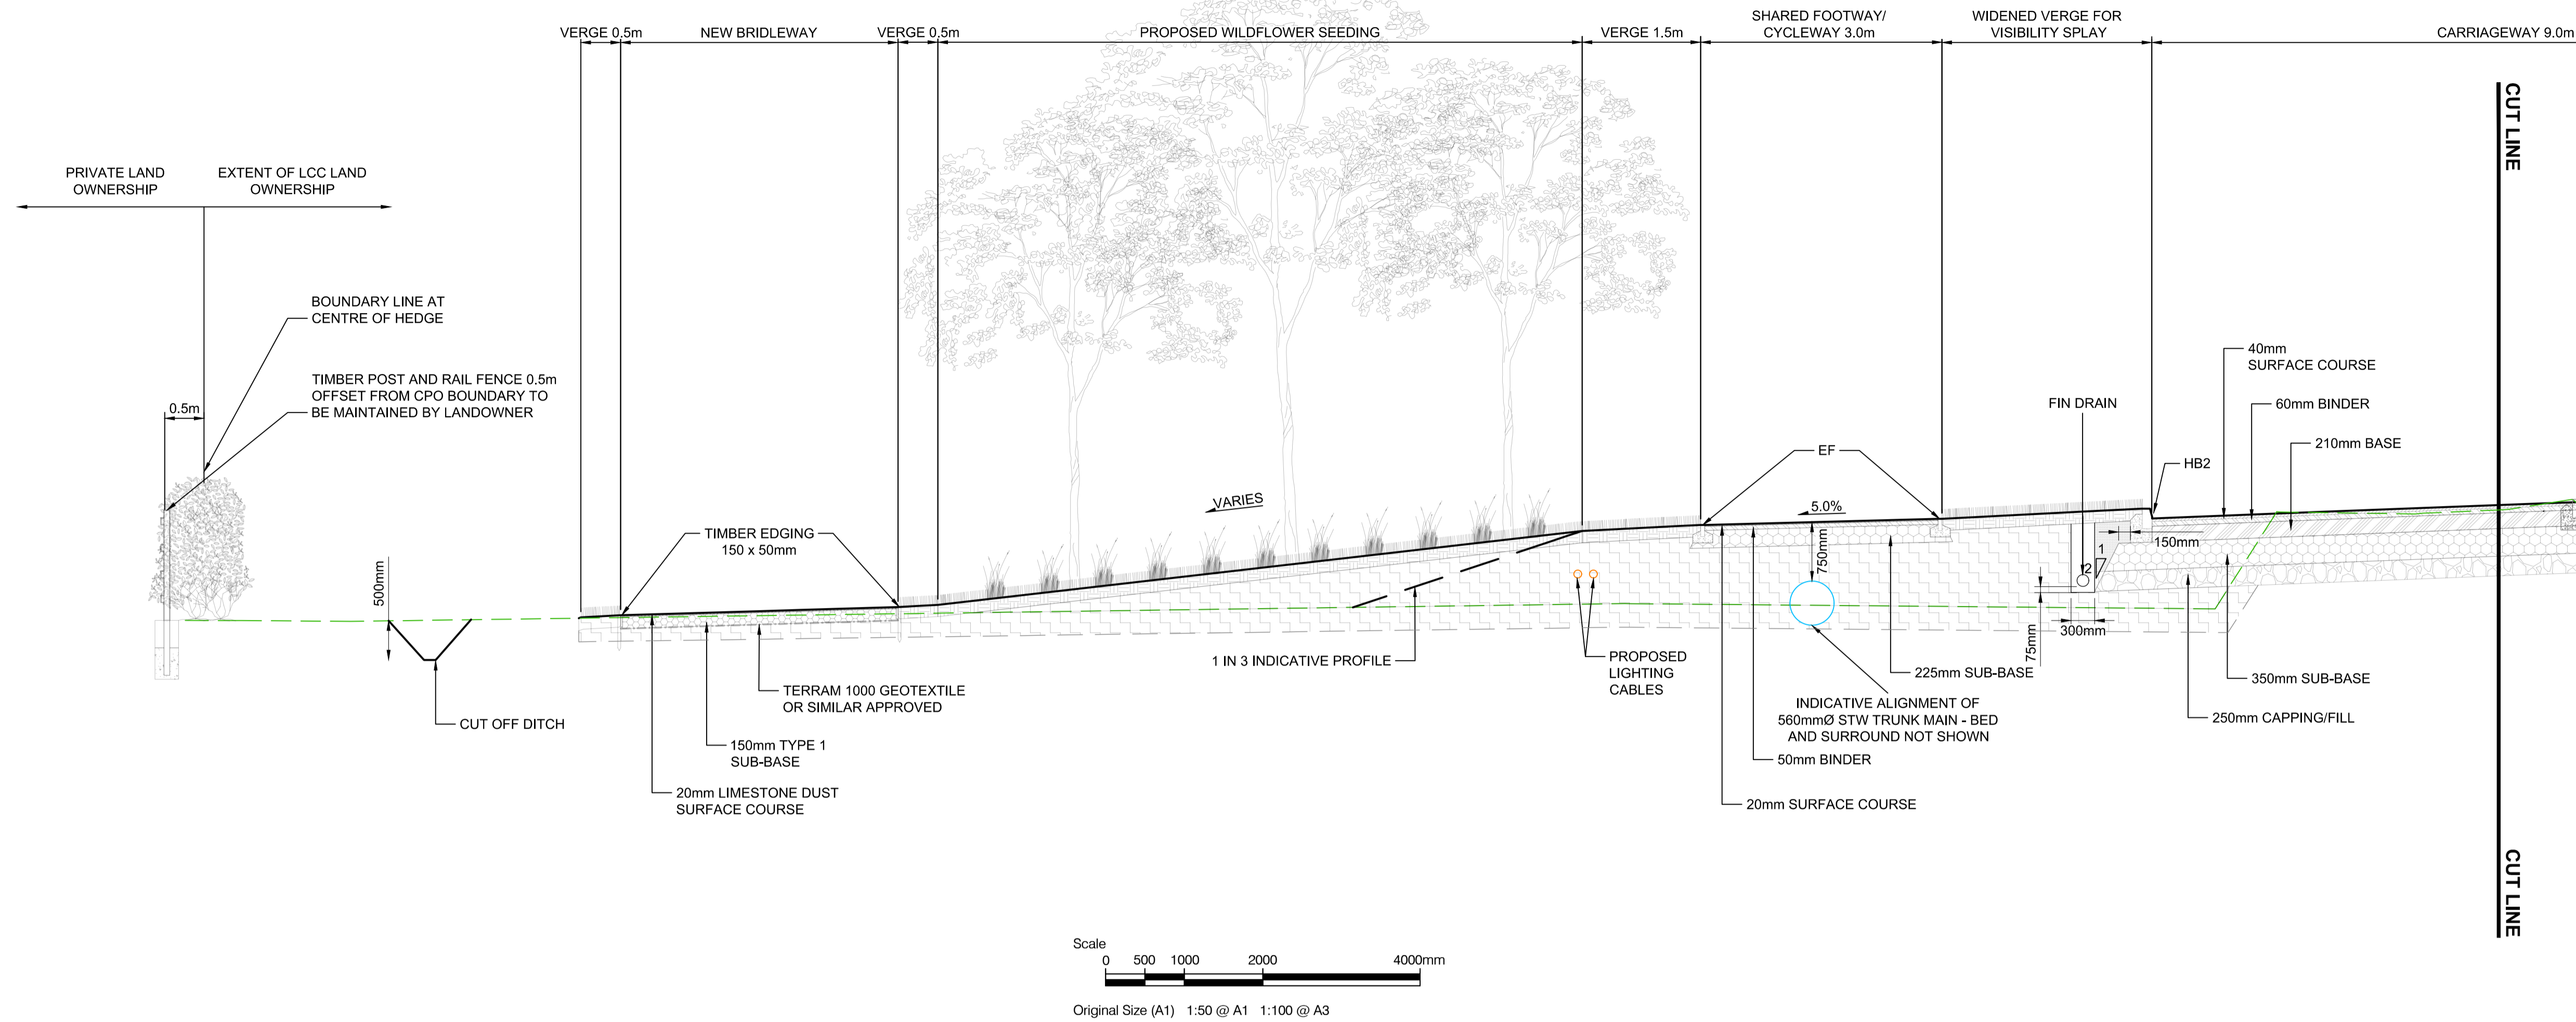 VERGE 0.5m
NEW BRIDLEWAY
VERGE 0.5m
PROPOSED WILDFLOWER SEEDING
VERGE 1.5m
SHARED FOOTWAY/
CYCLEWAY 3.0m
WIDENED VERGE FOR
VISIBILITY SPLAY
CARRIAGEWAY 9.0m
CUT LINE
PRIVATE LAND
OWNERSHIP
EXTENT OF LCC LAND
OWNERSHIP
BOUNDARY LINE AT
CENTRE OF HEDGE
TIMBER POST AND RAIL FENCE 0.5m
OFFSET FROM CPO BOUNDARY TO
BE MAINTAINED BY LANDOWNER
0.5m
40mm
SURFACE COURSE
60mm BINDER
210mm BASE
FIN DRAIN
HB2
EF
VARIES
5.0%
TIMBER EDGING
150 x 50mm
500mm
750mm
150mm
1
2
300mm
75mm
1 IN 3 INDICATIVE PROFILE
PROPOSED
LIGHTING
CABLES
225mm SUB-BASE
350mm SUB-BASE
250mm CAPPING/FILL
TERRAM 1000 GEOTEXTILE
OR SIMILAR APPROVED
INDICATIVE ALIGNMENT OF
560mmØ STW TRUNK MAIN - BED
AND SURROUND NOT SHOWN
CUT OFF DITCH
150mm TYPE 1
SUB-BASE
50mm BINDER
20mm LIMESTONE DUST
SURFACE COURSE
20mm SURFACE COURSE
CUT LINE
Scale
0 500 1000 2000 4000mm
Original Size (A1) 1:50 @ A1 1:100 @ A3